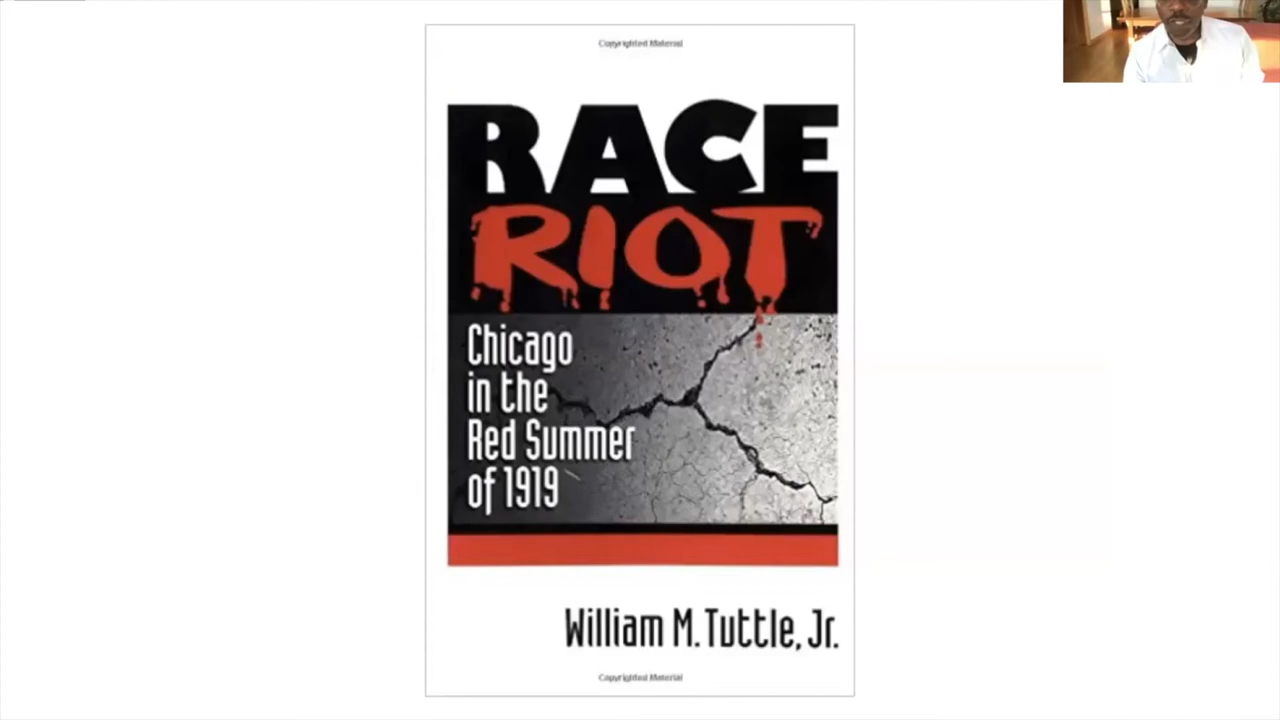 Copyrighted Material
RACE
RIOT
Chicago
in the
Red Summer
of 1919
William M. Tuttle, Jr.
Copyrighted Material